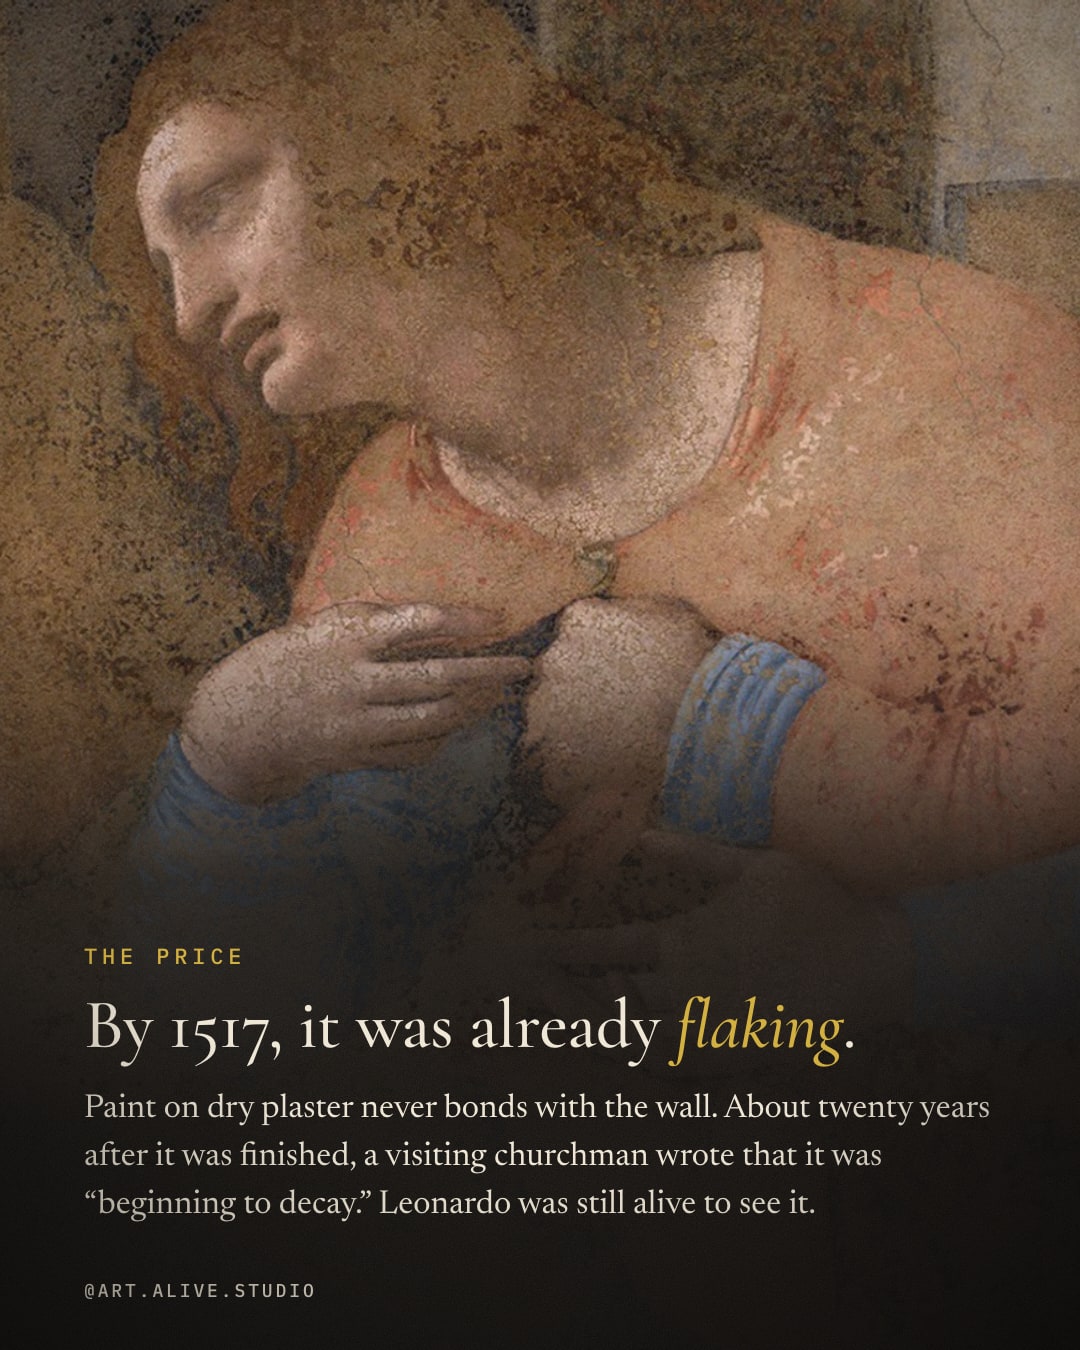 THE PRICE
By 1517, it was already flaking.
Paint on dry plaster never bonds with the wall. About twenty years
after it was finished, a visiting churchman wrote that it was
“beginning to decay.” Leonardo was still alive to see it.
@ART.ALIVE.STUDIO